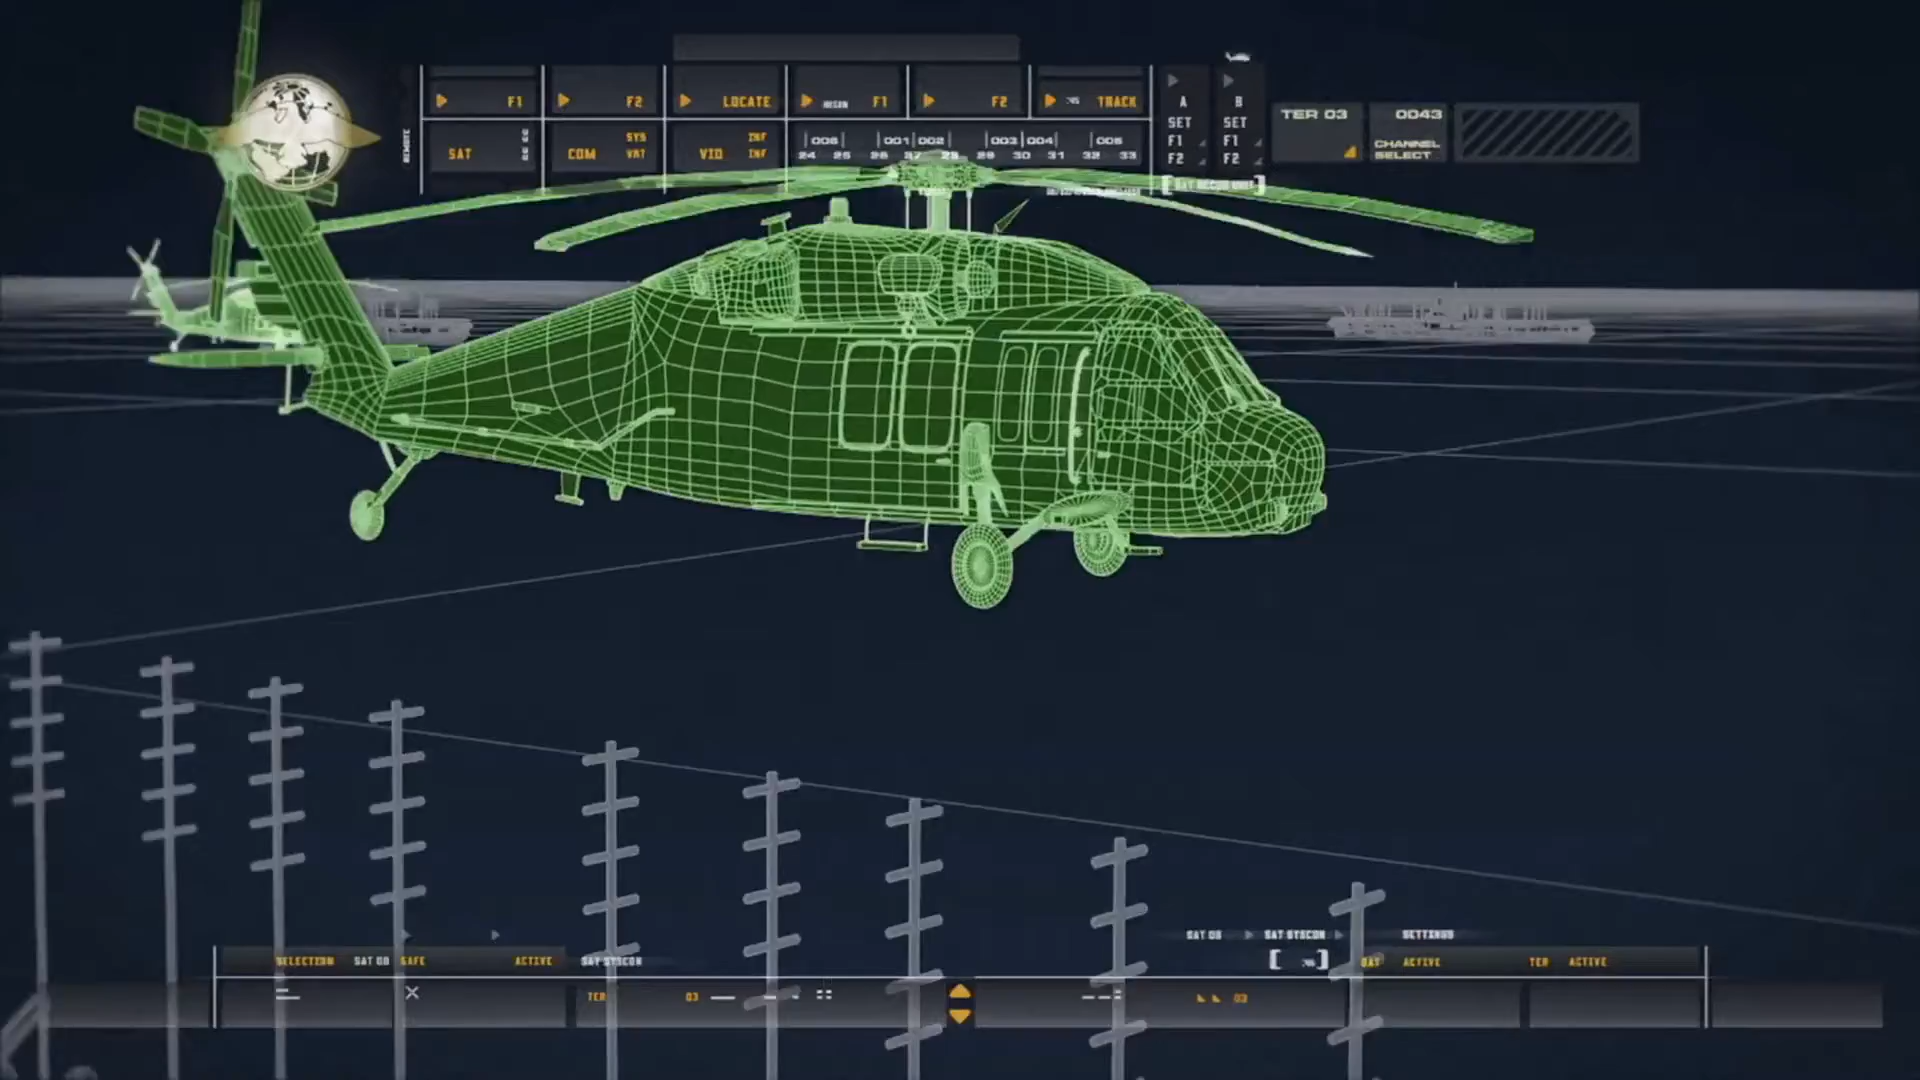 F1
F2
LOCATE
F1
F2
TRACK
REMOTE
SAT
COM
SYS
VID
INF
INF
006
001
002
003
004
005
24 25 26 27 28 29 30 31 32 33
A
SET
F1
F2
B
SET
F1
F2
TER 03
0043
CHANNEL
SELECT
SAT 08
SAT SYSCON
SETTINGS
SELECTION
SAT 08
SAFE
ACTIVE
SAT SYSCON
SAT
ACTIVE
TER
ACTIVE
TER
03
03